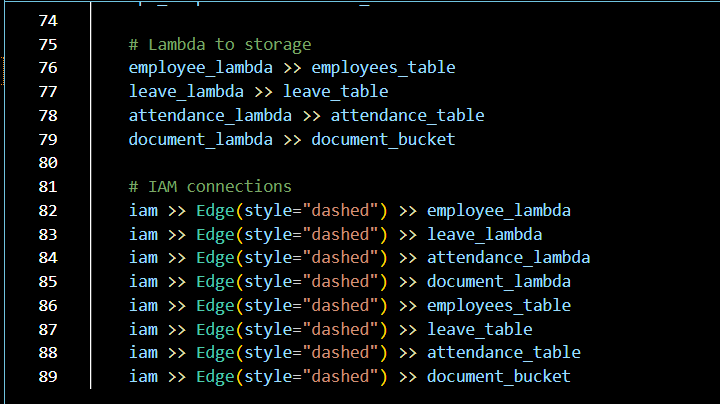 74
75 # Lambda to storage
76 employee_lambda >> employees_table
77 leave_lambda >> leave_table
78 attendance_lambda >> attendance_table
79 document_lambda >> document_bucket
80
81 # IAM connections
82 iam >> Edge(style="dashed") >> employee_lambda
83 iam >> Edge(style="dashed") >> leave_lambda
84 iam >> Edge(style="dashed") >> attendance_lambda
85 iam >> Edge(style="dashed") >> document_lambda
86 iam >> Edge(style="dashed") >> employees_table
87 iam >> Edge(style="dashed") >> leave_table
88 iam >> Edge(style="dashed") >> attendance_table
89 iam >> Edge(style="dashed") >> document_bucket